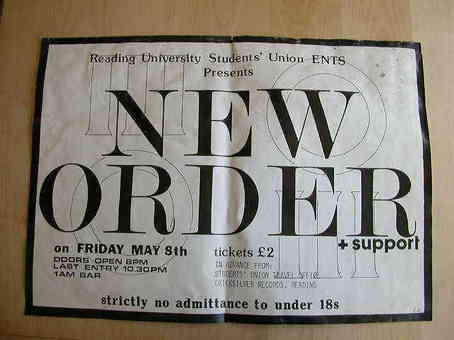 Reading University Students' Union ENTS
Presents
NEW
ORDER
+ support
on FRIDAY MAY 8th
DOORS OPEN 8PM
LAST ENTRY 10.30PM
1AM BAR
tickets £2
IN ADVANCE FROM:
STUDENTS' UNION TRAVEL OFFICE
QUICKSILVER RECORDS, READING
strictly no admittance to under 18s